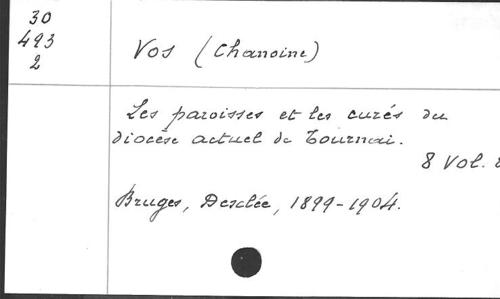 30
493
2
Vos (Chanoine)
Les paroisses et les curés du
diocèse actuel de Tournai.
8 Vol.
Bruges, Desclée, 1899-1904.